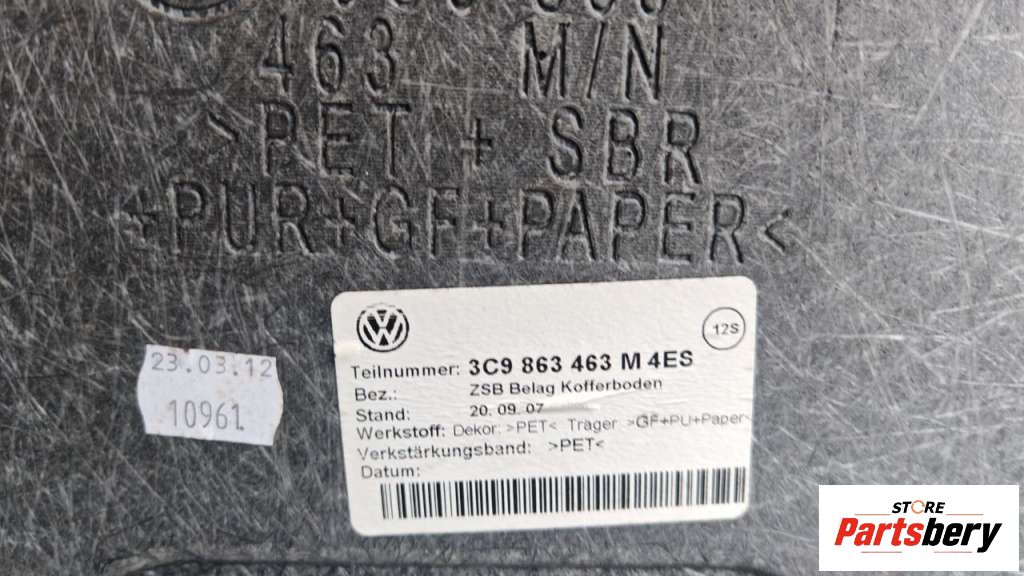 463 M/N
>PET + SBR
+PUR+GF+PAPER<
12S
Teilnummer: 3C9 863 463 M 4ES
Bez.: ZSB Belag Kofferboden
Stand: 20. 09. 07
Werkstoff: Dekor: >PET< Träger >GF+PU+Paper<
Verkstärkungsband: >PET<
Datum:
23.03.12
10961
STORE
Partsbery